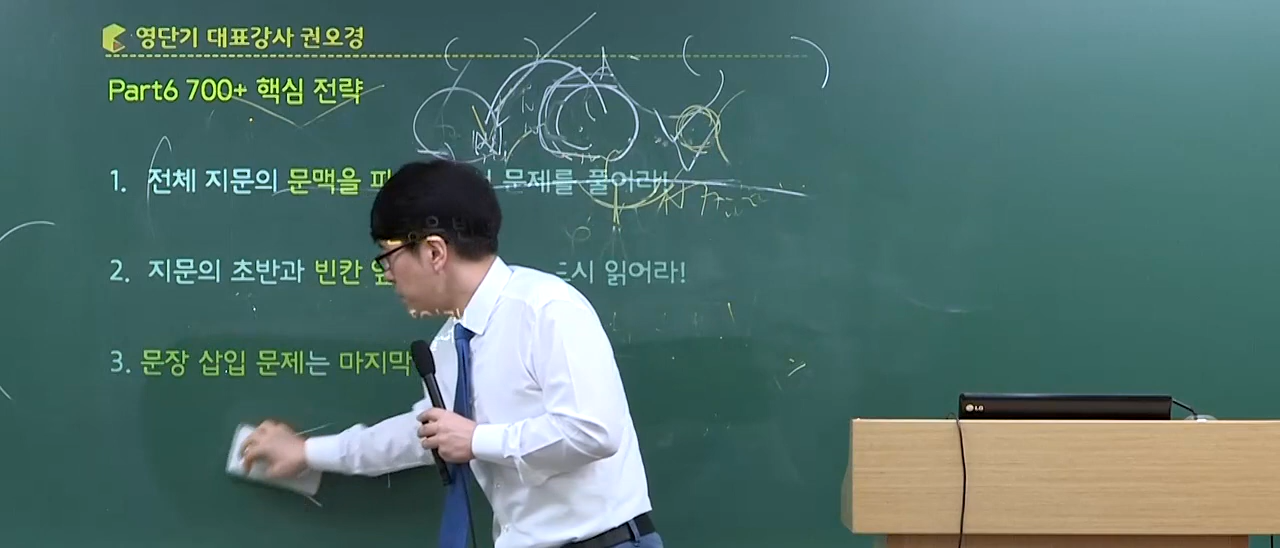 영단기 대표강사 권오경
Part6 700+ 핵심 전략
1. 전체 지문의 문맥을 문제를 풀어라!
2. 지문의 초반과 빈칸 읽어라!
3. 문장 삽입 문제는 마지막
LG